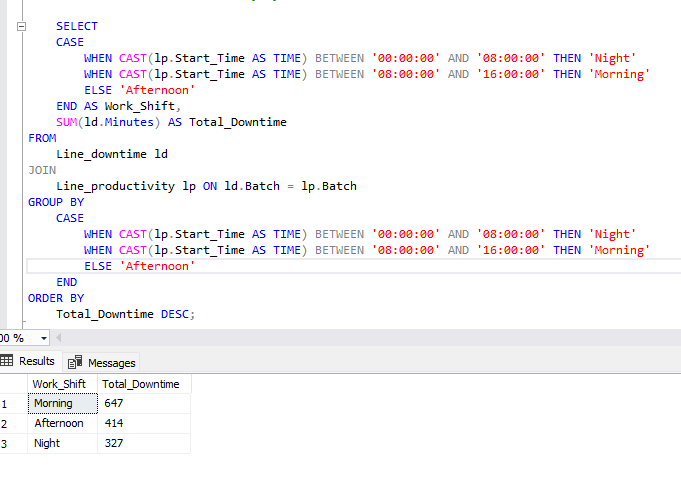 SELECT
CASE
WHEN CAST(lp.Start_Time AS TIME) BETWEEN '00:00:00' AND '08:00:00' THEN 'Night'
WHEN CAST(lp.Start_Time AS TIME) BETWEEN '08:00:00' AND '16:00:00' THEN 'Morning'
ELSE 'Afternoon'
END AS Work_Shift,
SUM(ld.Minutes) AS Total_Downtime
FROM
Line_downtime ld
JOIN
Line_productivity lp ON ld.Batch = lp.Batch
GROUP BY
CASE
WHEN CAST(lp.Start_Time AS TIME) BETWEEN '00:00:00' AND '08:00:00' THEN 'Night'
WHEN CAST(lp.Start_Time AS TIME) BETWEEN '08:00:00' AND '16:00:00' THEN 'Morning'
ELSE 'Afternoon'
END
ORDER BY
Total_Downtime DESC;
00 %
Results Messages
Work_Shift Total_Downtime
1 Morning 647
2 Afternoon 414
3 Night 327